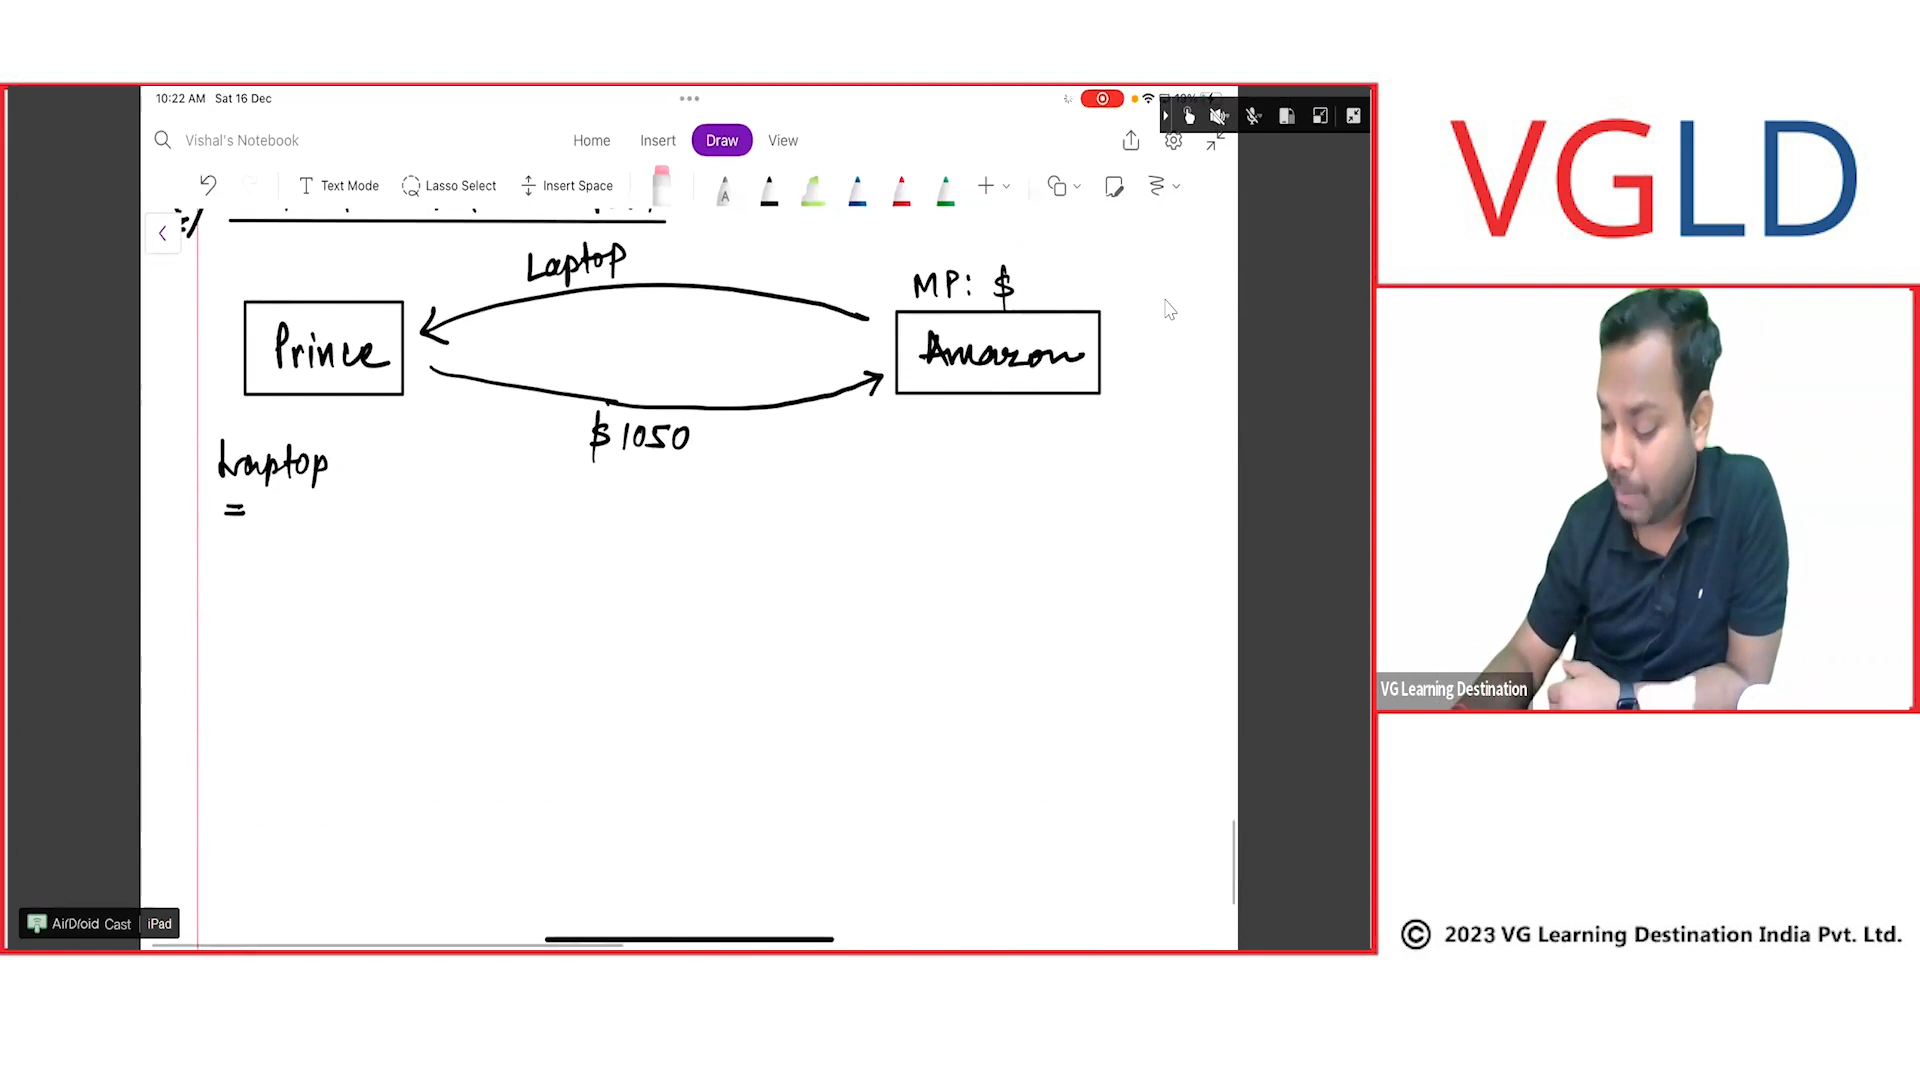 10:22 AM Sat 16 Dec
19%
Vishal's Notebook
Home Insert Draw View
Text Mode Lasso Select Insert Space
Laptop
MP: $
Prince
Amazon
$1050
Laptop
=
AirDroid Cast iPad
VGLD
VG Learning Destination
© 2023 VG Learning Destination India Pvt. Ltd.